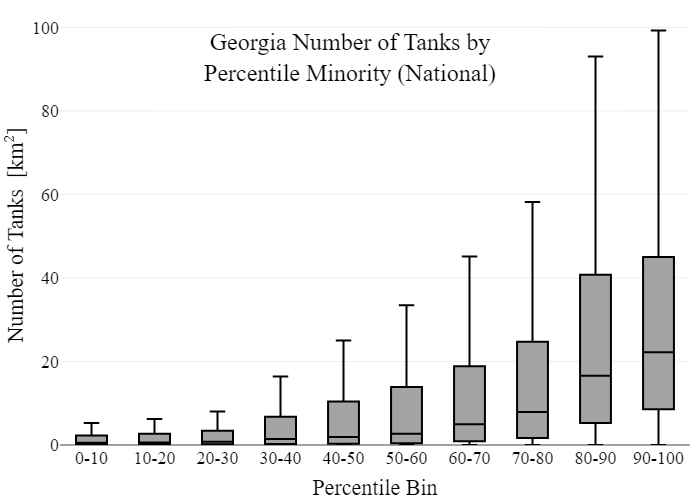 Georgia Number of Tanks by
Percentile Minority (National)
Number of Tanks [km²]
100
80
60
40
20
0
0-10 10-20 20-30 30-40 40-50 50-60 60-70 70-80 80-90 90-100
Percentile Bin